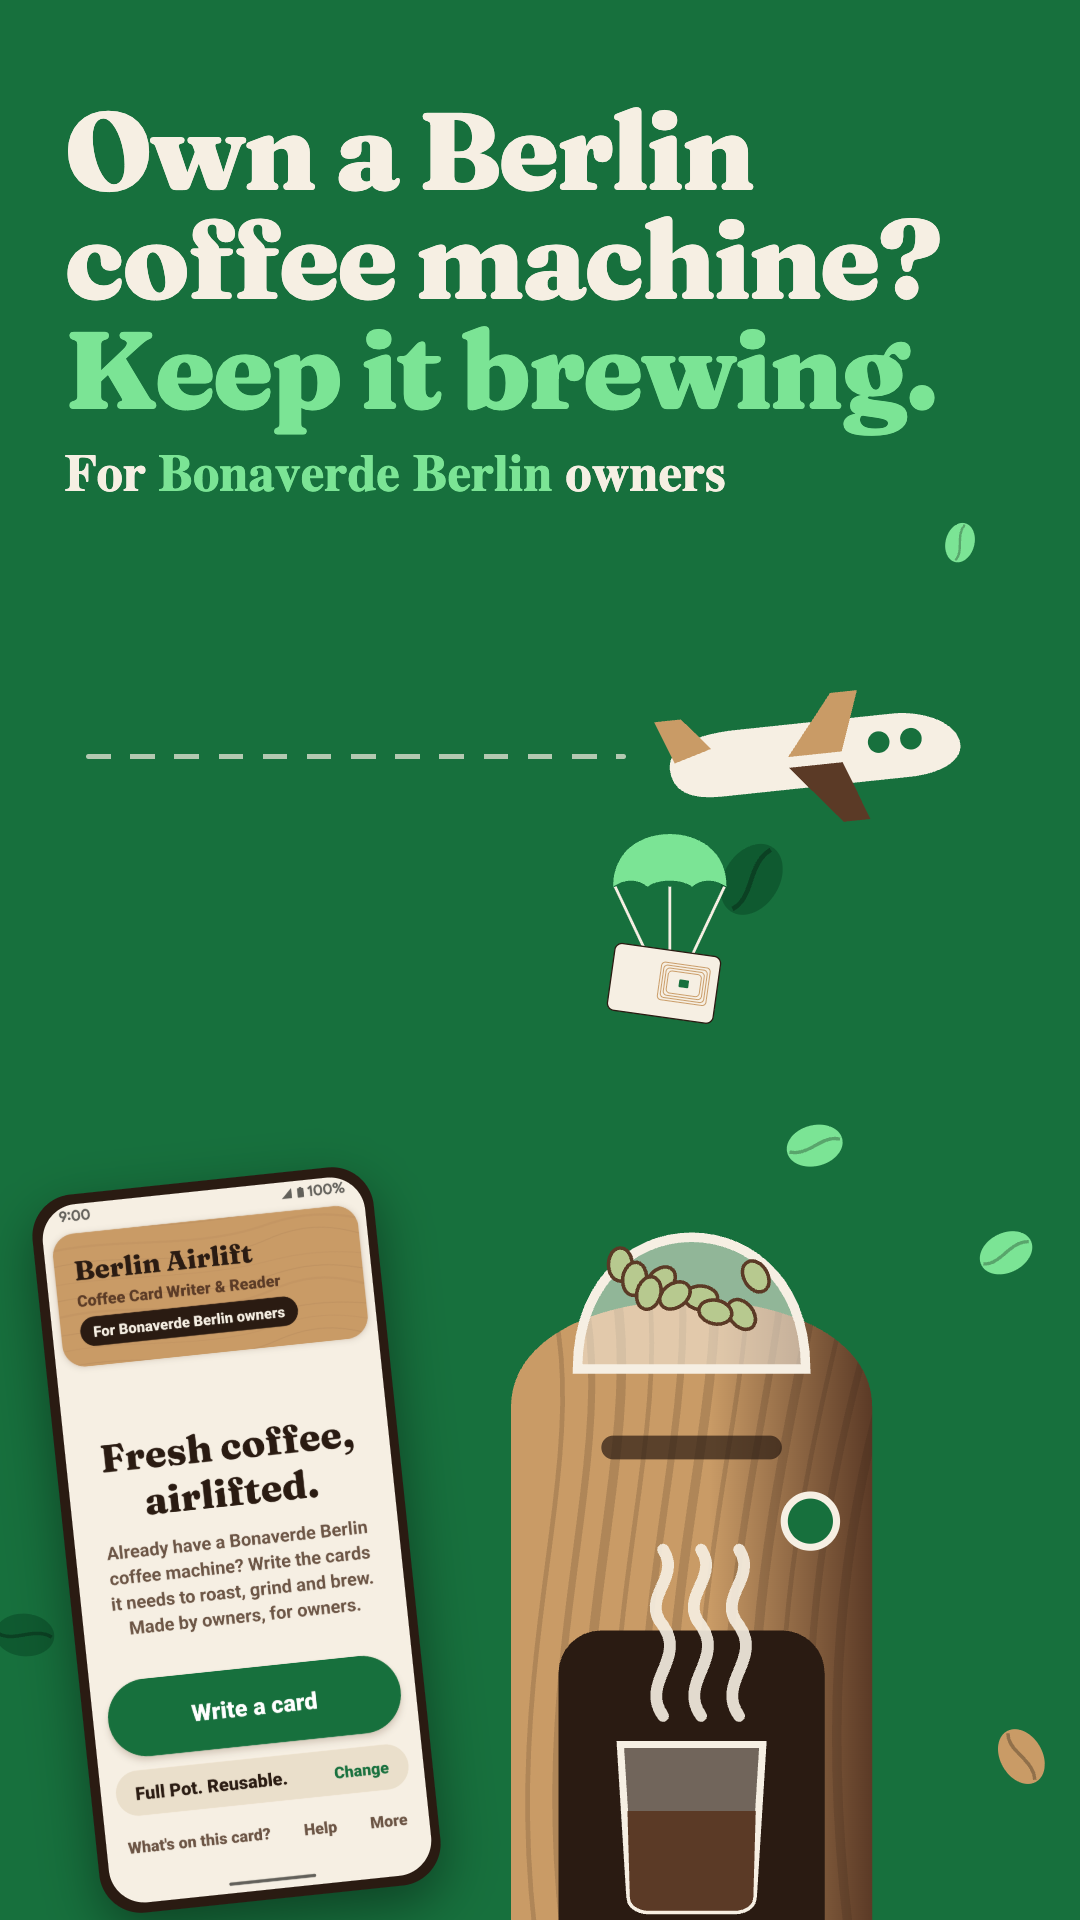 Own a Berlin
coffee machine?
Keep it brewing.
For Bonaverde Berlin owners
9:00
100%
Berlin Airlift
Coffee Card Writer & Reader
For Bonaverde Berlin owners
Fresh coffee,
airlifted.
Already have a Bonaverde Berlin
coffee machine? Write the cards
it needs to roast, grind and brew.
Made by owners, for owners.
Write a card
Full Pot. Reusable.
Change
What's on this card?
Help
More